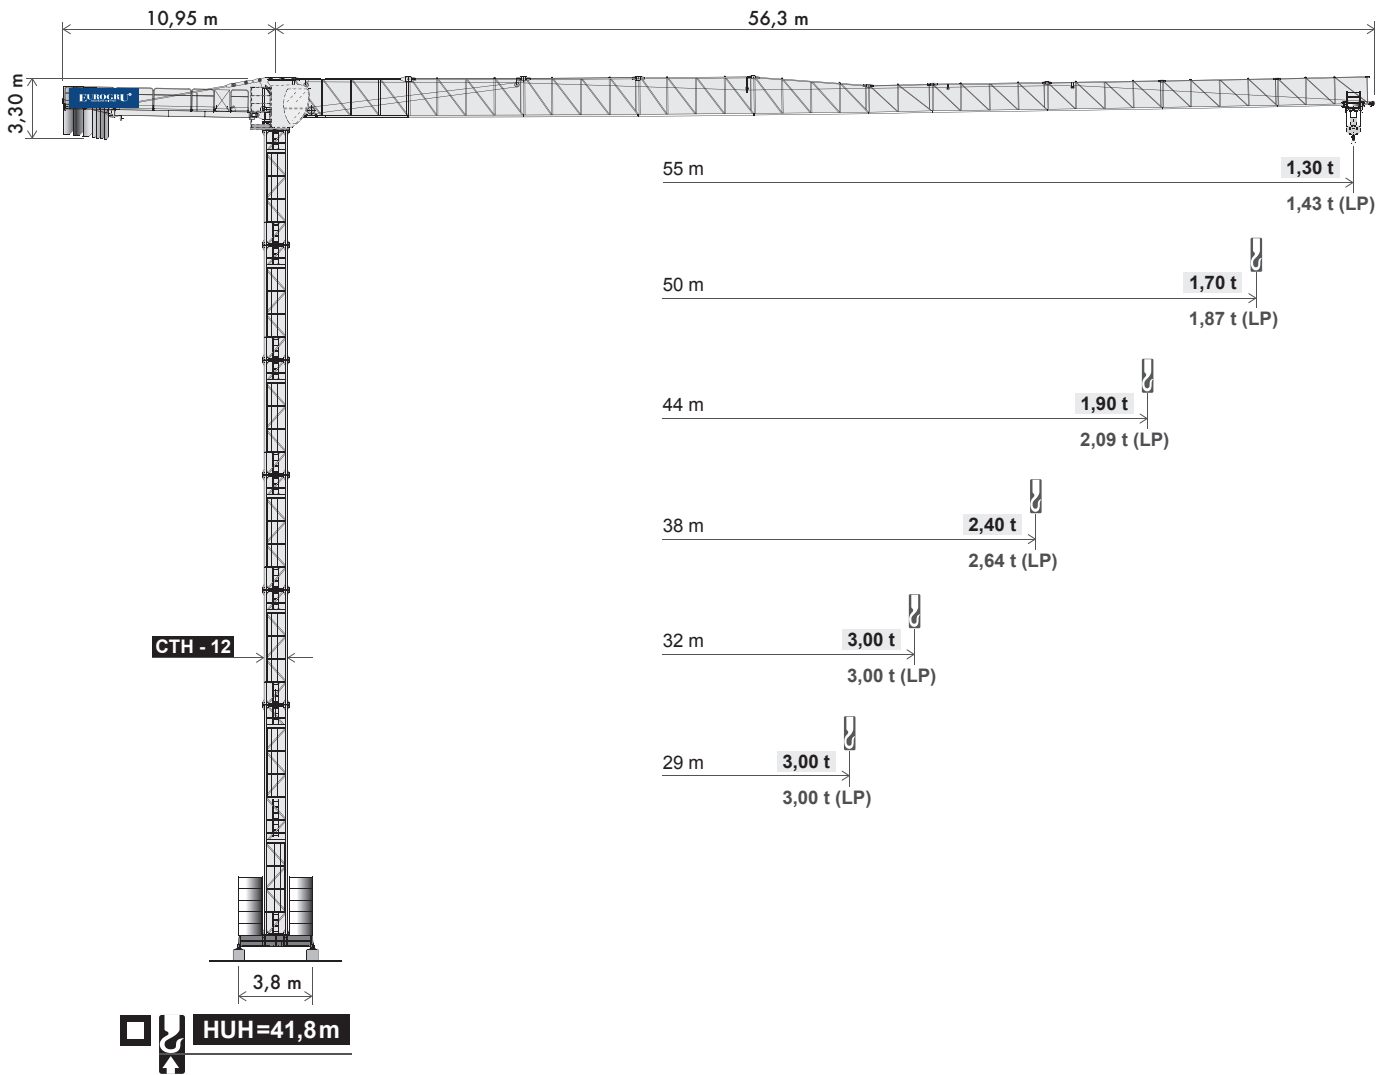 10,95 m
56,3 m
3,30 m
EUROGRU
55 m
1,30 t
1,43 t (LP)
50 m
1,70 t
1,87 t (LP)
44 m
1,90 t
2,09 t (LP)
38 m
2,40 t
2,64 t (LP)
CTH - 12
32 m
3,00 t
3,00 t (LP)
29 m
3,00 t
3,00 t (LP)
3,8 m
HUH=41,8m